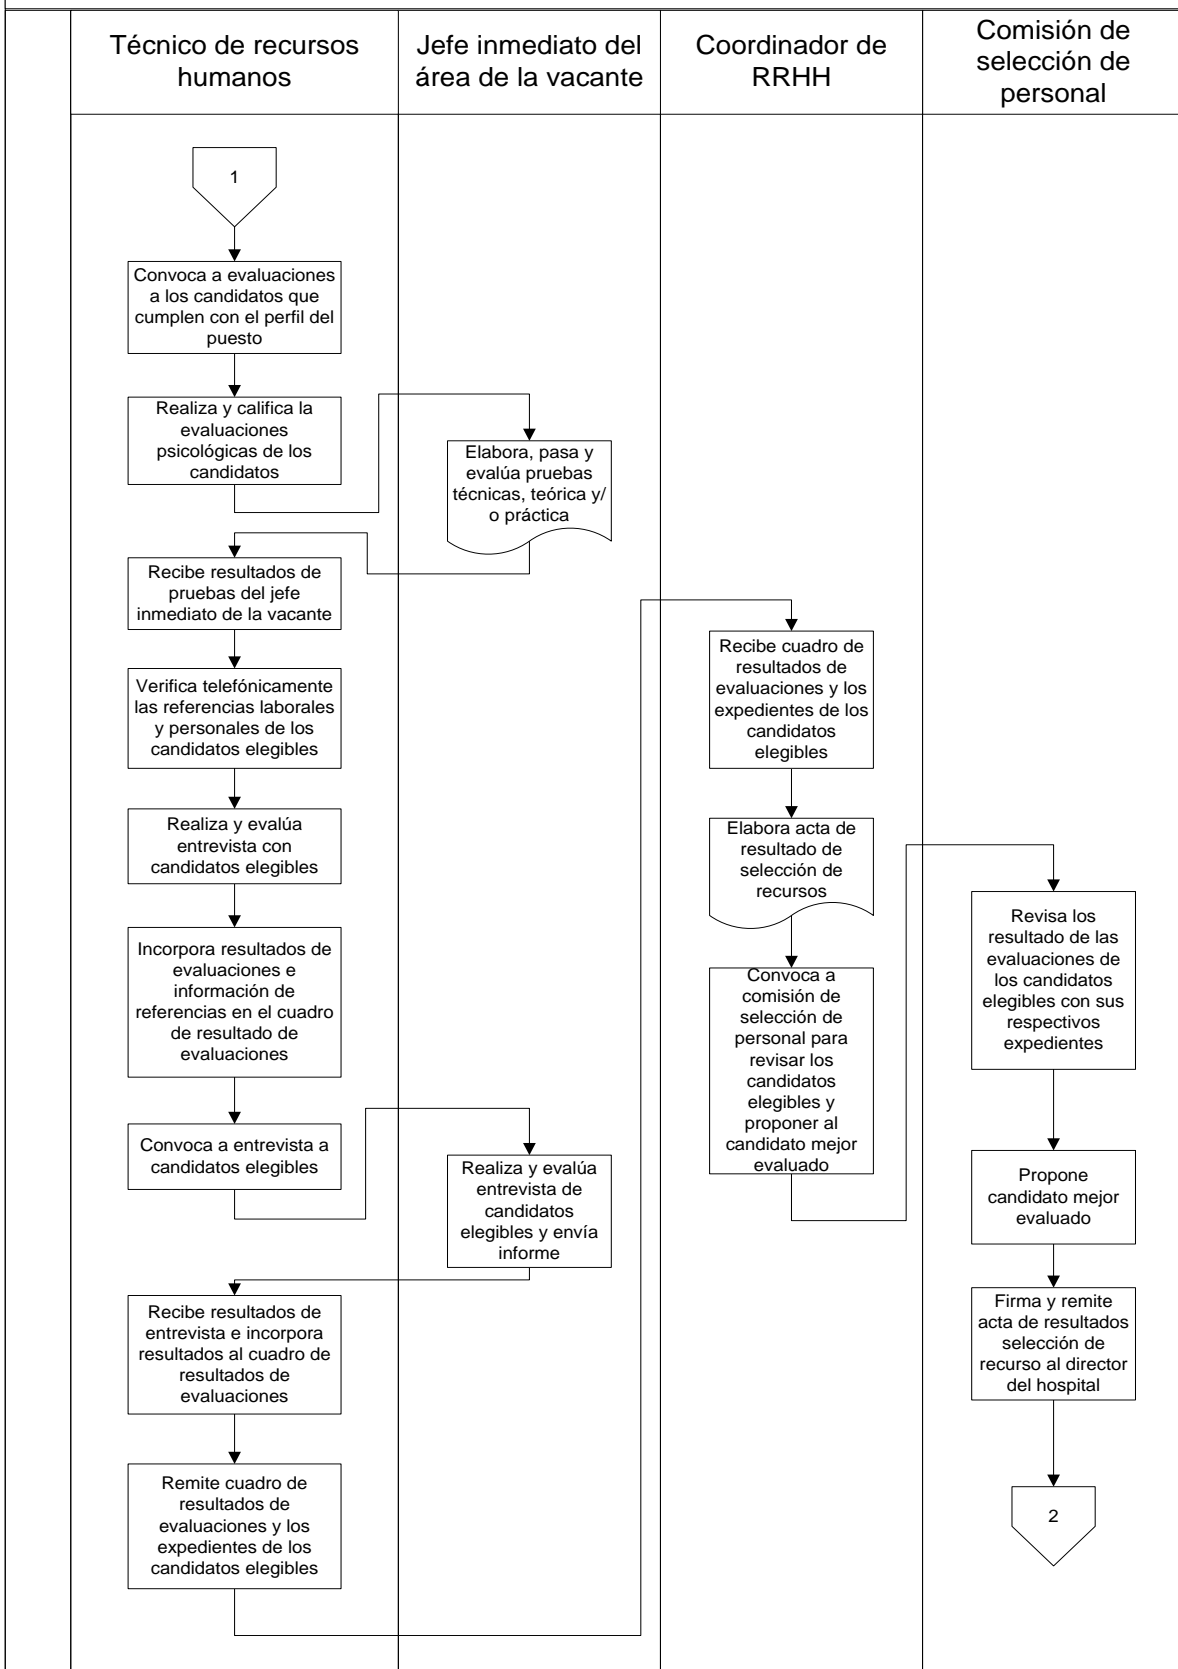 Técnico de recursos
humanos
Jefe inmediato del
área de la vacante
Coordinador de
RRHH
Comisión de
selección de
personal
1
Convoca a evaluaciones
a los candidatos que
cumplen con el perfil del
puesto
Realiza y califica la
evaluaciones
psicológicas de los
candidatos
Elabora, pasa y
evalúa pruebas
técnicas, teórica y/
o práctica
Recibe resultados de
pruebas del jefe
inmediato de la vacante
Verifica telefónicamente
las referencias laborales
y personales de los
candidatos elegibles
Realiza y evalúa
entrevista con
candidatos elegibles
Incorpora resultados de
evaluaciones e
información de
referencias en el cuadro
de resultado de
evaluaciones
Convoca a entrevista a
candidatos elegibles
Realiza y evalúa
entrevista de
candidatos
elegibles y envía
informe
Recibe resultados de
entrevista e incorpora
resultados al cuadro de
resultados de
evaluaciones
Remite cuadro de
resultados de
evaluaciones y los
expedientes de los
candidatos elegibles
Recibe cuadro de
resultados de
evaluaciones y los
expedientes de los
candidatos
elegibles
Elabora acta de
resultado de
selección de
recursos
Convoca a
comisión de
selección de
personal para
revisar los
candidatos
elegibles y
proponer al
candidato mejor
evaluado
Revisa los
resultado de las
evaluaciones de
los candidatos
elegibles con sus
respectivos
expedientes
Propone
candidato mejor
evaluado
Firma y remite
acta de resultados
selección de
recurso al director
del hospital
2